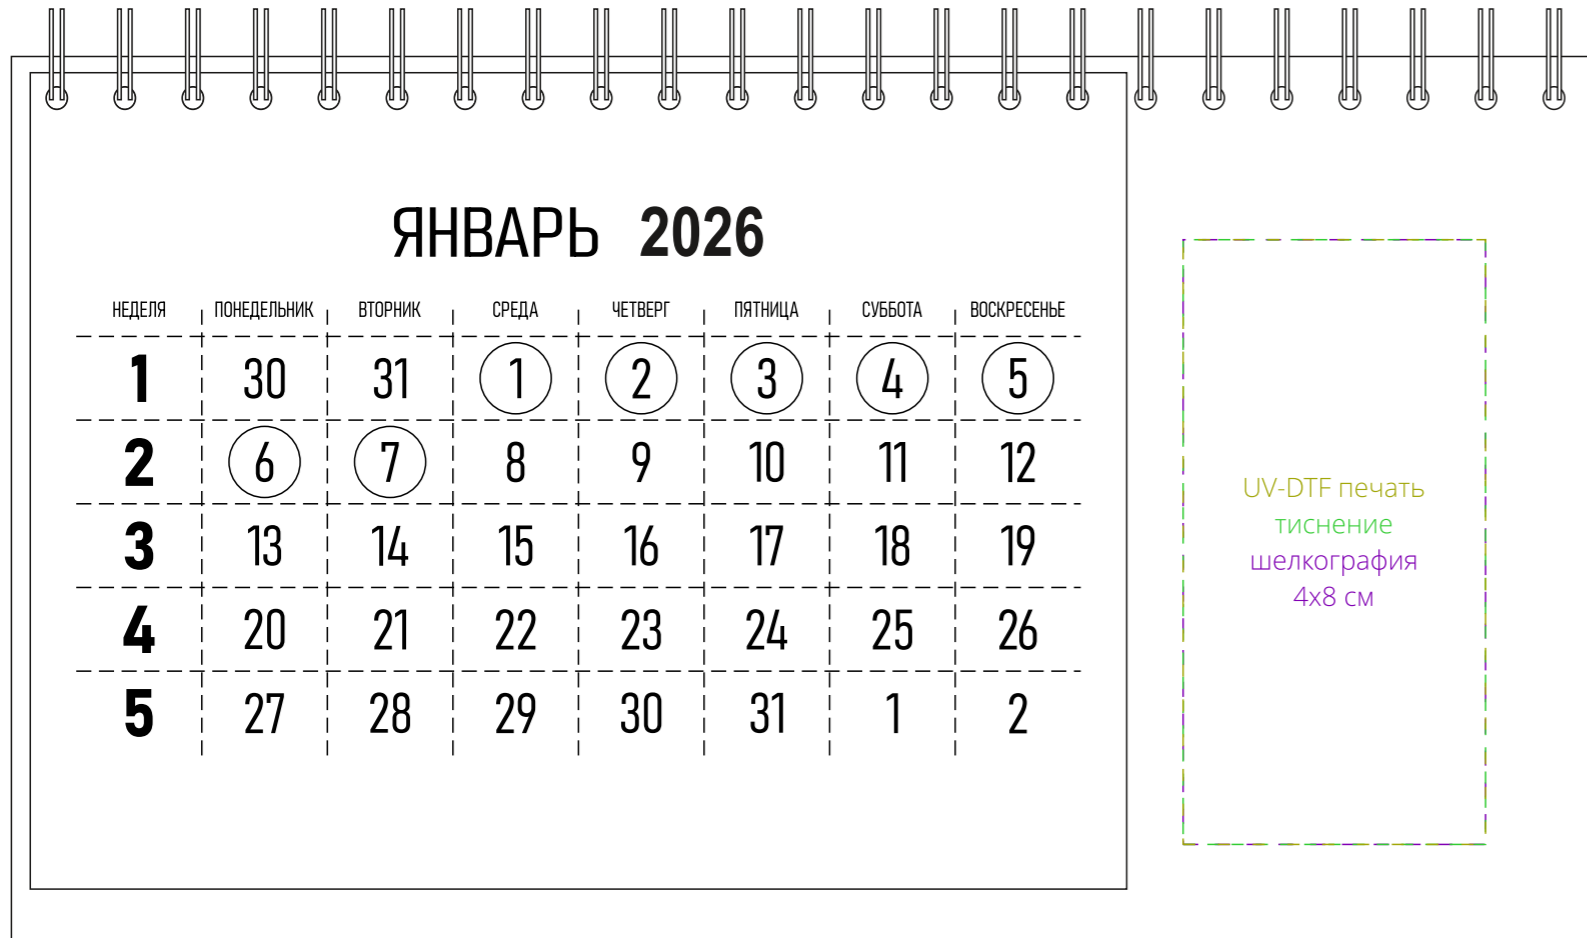 ЯНВАРЬ 2026
НЕДЕЛЯ ПОНЕДЕЛЬНИК ВТОРНИК СРЕДА ЧЕТВЕРГ ПЯТНИЦА СУББОТА ВОСКРЕСЕНЬЕ
1 30 31 1 2 3 4 5
2 6 7 8 9 10 11 12
3 13 14 15 16 17 18 19
4 20 21 22 23 24 25 26
5 27 28 29 30 31 1 2
UV-DTF печать
тиснение
шелкография
4х8 см